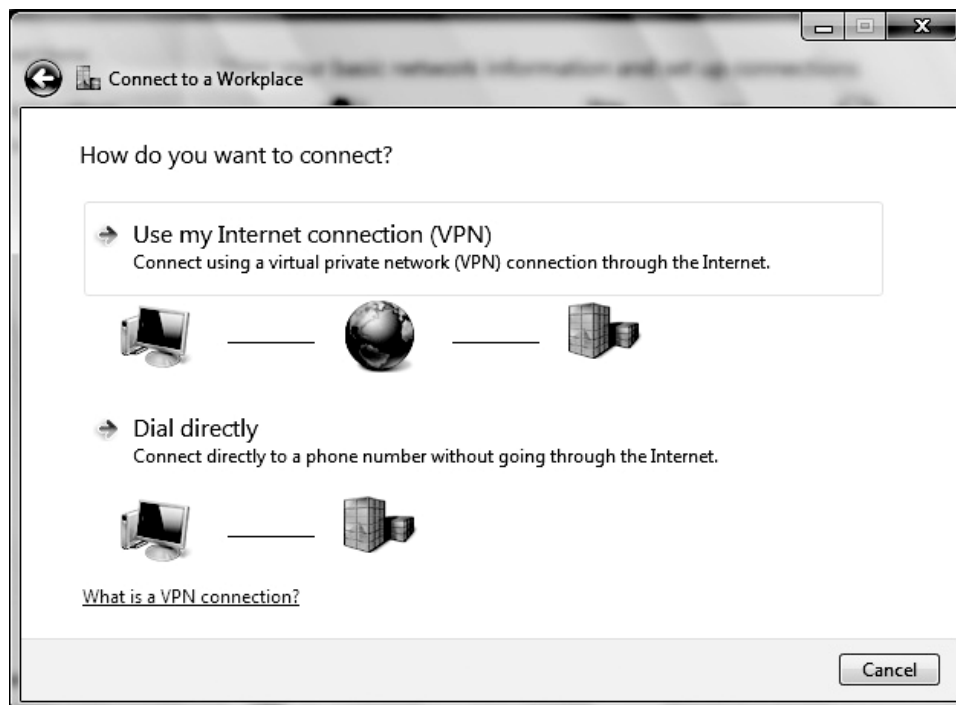 Connect to a Workplace
How do you want to connect?
Use my Internet connection (VPN)
Connect using a virtual private network (VPN) connection through the Internet.
Dial directly
Connect directly to a phone number without going through the Internet.
What is a VPN connection?
Cancel